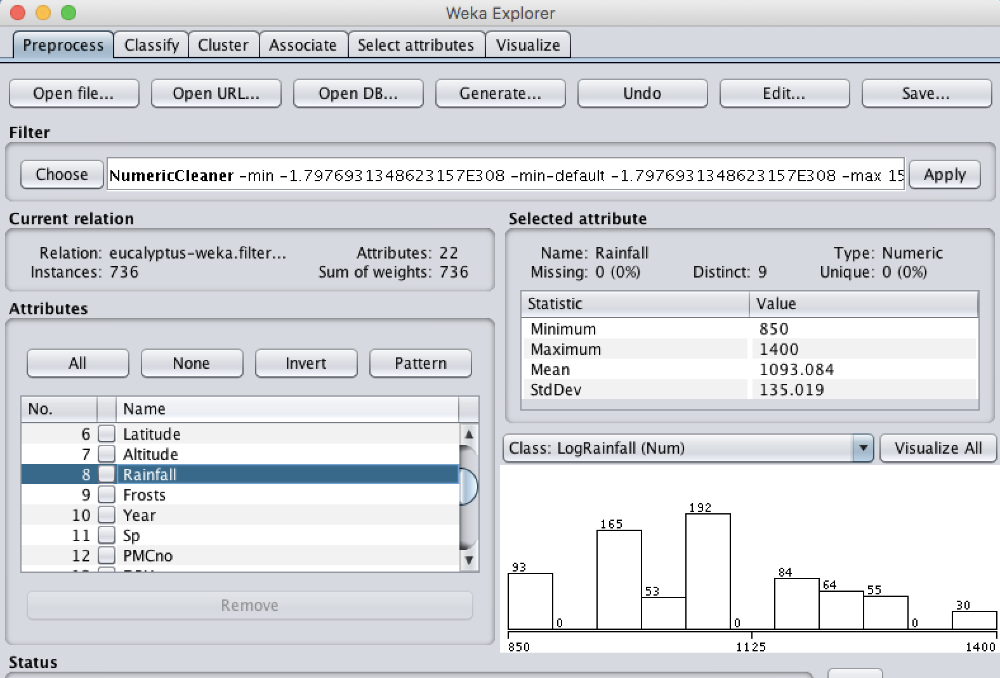 Weka Explorer
Preprocess Classify Cluster Associate Select attributes Visualize
Open file... Open URL... Open DB... Generate... Undo Edit... Save...
Filter
Choose NumericCleaner -min -1.7976931348623157E308 -min-default -1.7976931348623157E308 -max 15 Apply
Current relation
Relation: eucalyptus-weka.filter... Attributes: 22
Instances: 736 Sum of weights: 736
Attributes
All None Invert Pattern
No. Name
6 Latitude
7 Altitude
8 Rainfall
9 Frosts
10 Year
11 Sp
12 PMCno
Remove
Status
Selected attribute
Name: Rainfall Type: Numeric
Missing: 0 (0%) Distinct: 9 Unique: 0 (0%)
Statistic Value
Minimum 850
Maximum 1400
Mean 1093.084
StdDev 135.019
Class: LogRainfall (Num) Visualize All
93 0 165 53 192 0 84 64 55 0 30
850 1125 1400